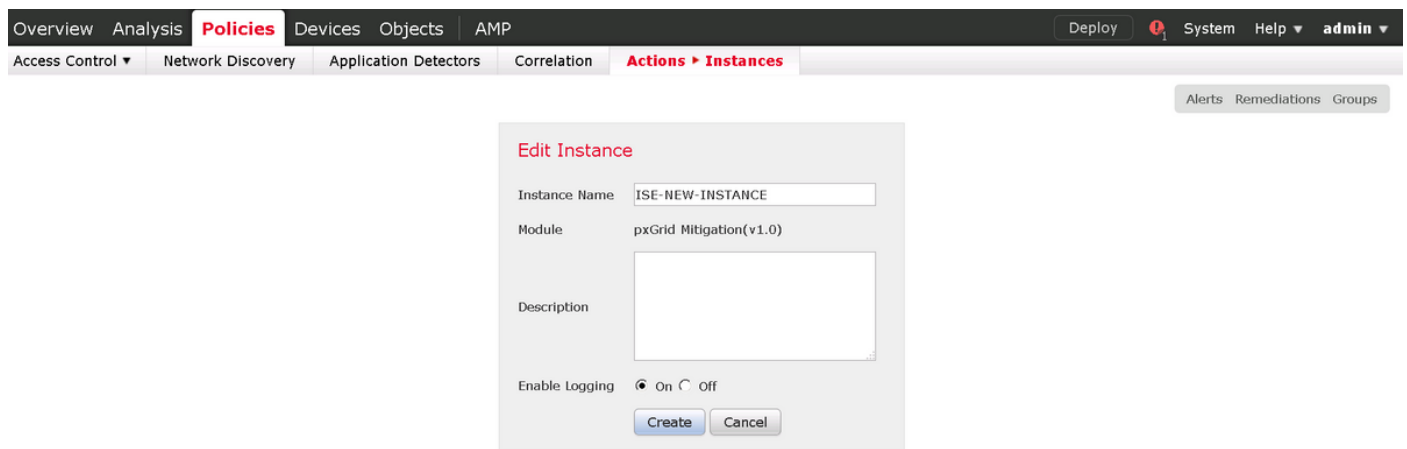 Overview Analysis Policies Devices Objects AMP Deploy 1 System Help ▼ admin ▼
Access Control ▼ Network Discovery Application Detectors Correlation Actions ▶ Instances
Alerts Remediations Groups
Edit Instance
Instance Name ISE-NEW-INSTANCE
Module pxGrid Mitigation(v1.0)
Description
Enable Logging On Off
Create Cancel